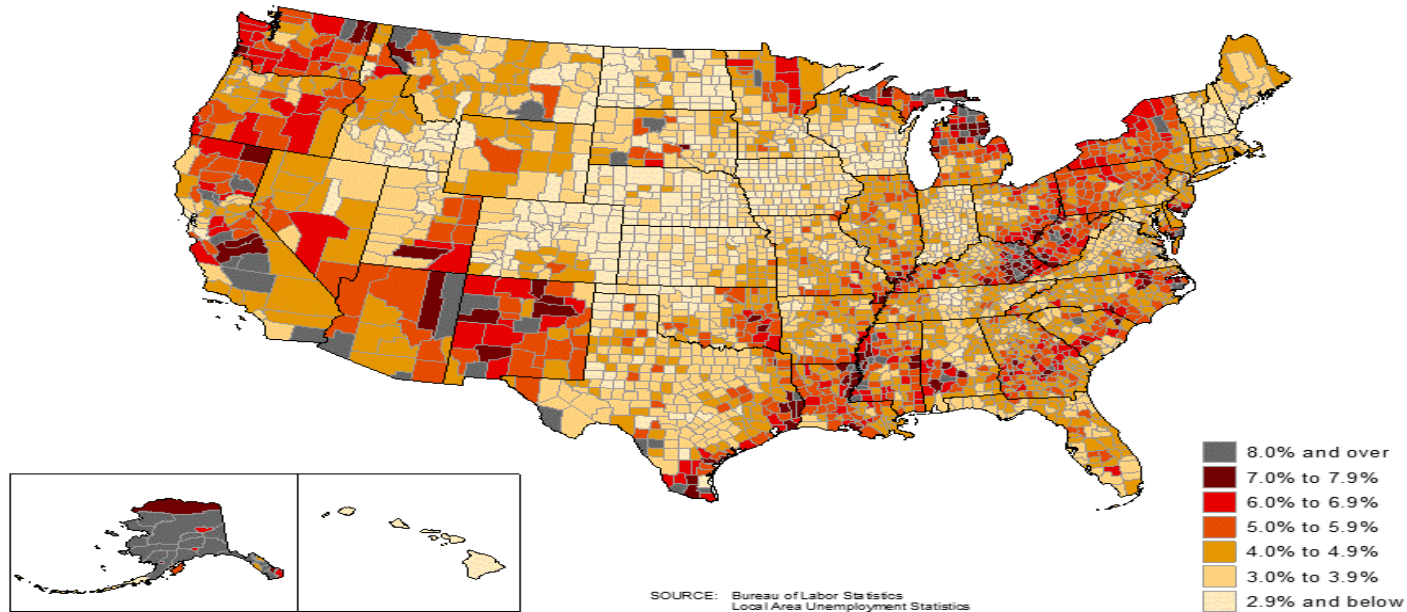 8.0% and over
7.0% to 7.9%
6.0% to 6.9%
5.0% to 5.9%
4.0% to 4.9%
3.0% to 3.9%
2.9% and below
SOURCE: Bureau of Labor Statistics
Local Area Unemployment Statistics